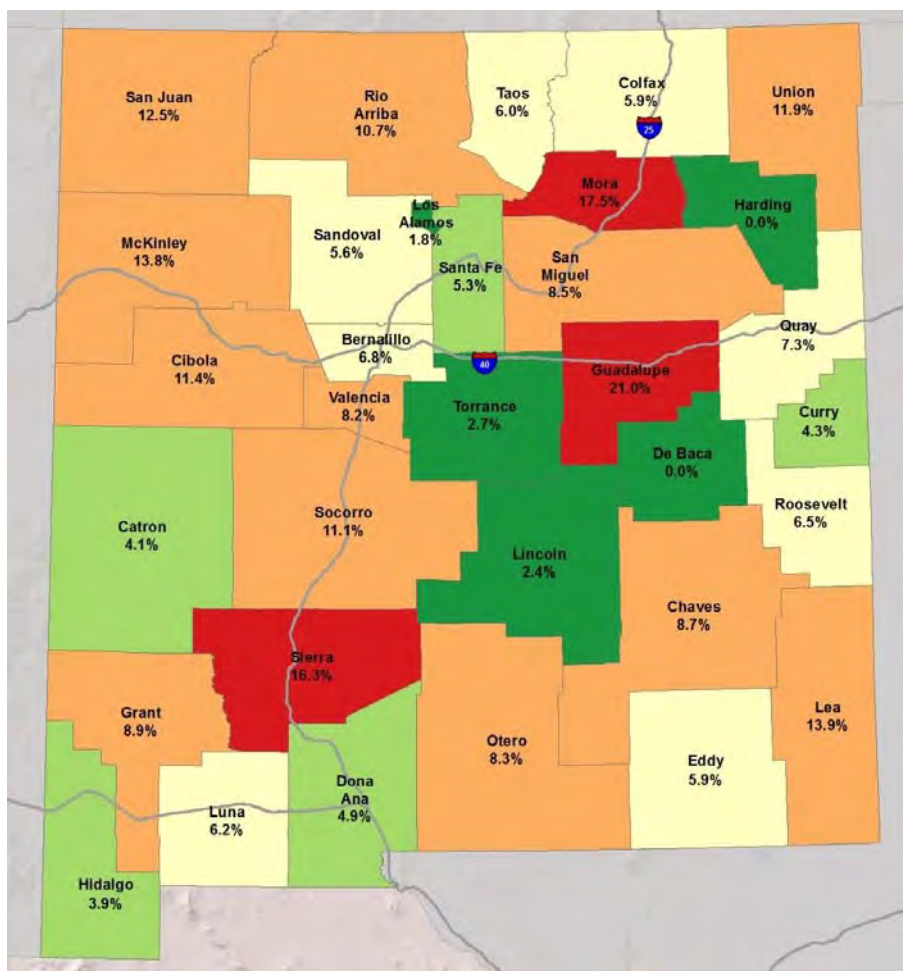 San Juan
12.5%
Rio
Arriba
10.7%
Taos
6.0%
Colfax
5.9%
25
Union
11.9%
Mora
17.5%
Harding
0.0%
Los
Alamos
1.8%
Sandoval
5.6%
McKinley
13.8%
Santa Fe
5.3%
San
Miguel
8.5%
Quay
7.3%
Bernalillo
6.8%
Cibola
11.4%
40
Guadalupe
21.0%
Valencia
8.2%
Torrance
2.7%
Curry
4.3%
De Baca
0.0%
Roosevelt
6.5%
Catron
4.1%
Socorro
11.1%
Lincoln
2.4%
Chaves
8.7%
Sierra
16.3%
Grant
8.9%
Lea
13.9%
Otero
8.3%
Eddy
5.9%
Dona
Ana
4.9%
Luna
6.2%
Hidalgo
3.9%